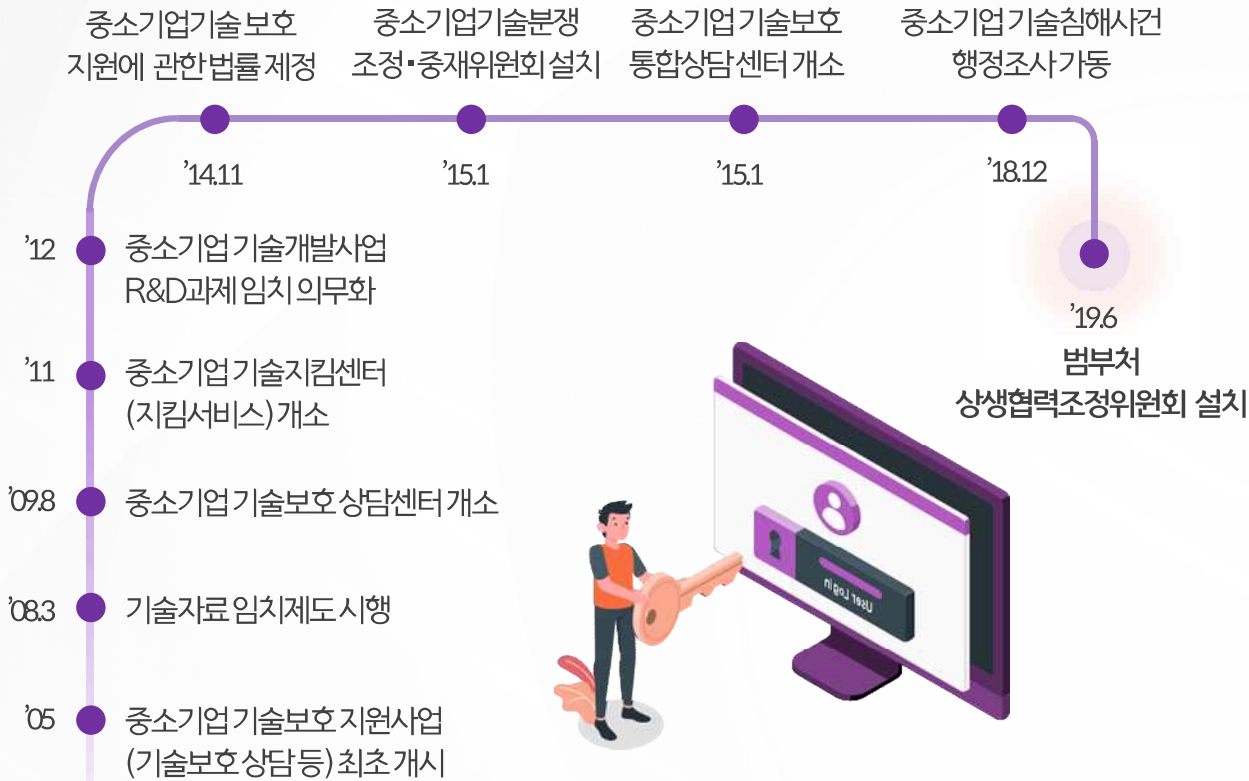 중소기업기술 보호
지원에 관한 법률 제정
'14.11
중소기업기술분쟁
조정·중재위원회 설치
'15.1
중소기업 기술보호
통합상담 센터 개소
'15.1
중소기업 기술침해사건
행정조사 가동
'18.12
'19.6
범부처
상생협력조정위원회 설치
'12
중소기업 기술개발사업
R&D과제 임치 의무화
'11
중소기업 기술지킴센터
(지킴서비스) 개소
'09.8
중소기업 기술보호 상담센터 개소
'08.3
기술자료 임치제도 시행
'05
중소기업 기술보호 지원사업
(기술보호 상담 등) 최초 개시
User Login